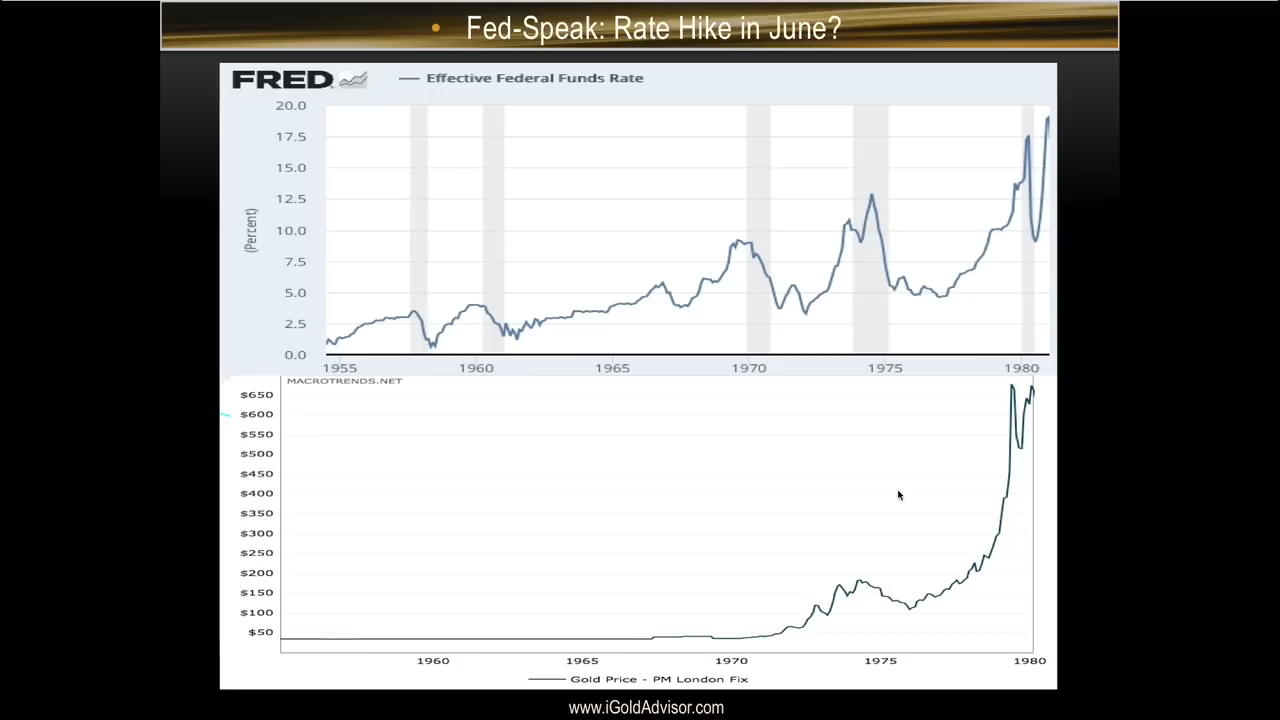 • Fed-Speak: Rate Hike in June?
FRED — Effective Federal Funds Rate
20.0
17.5
15.0
12.5
10.0
7.5
5.0
2.5
0.0
(Percent)
1955 1960 1965 1970 1975 1980
MACROTRENDS.NET
$650
$600
$550
$500
$450
$400
$350
$300
$250
$200
$150
$100
$50
1960 1965 1970 1975 1980
Gold Price - PM London Fix
www.iGoldAdvisor.com